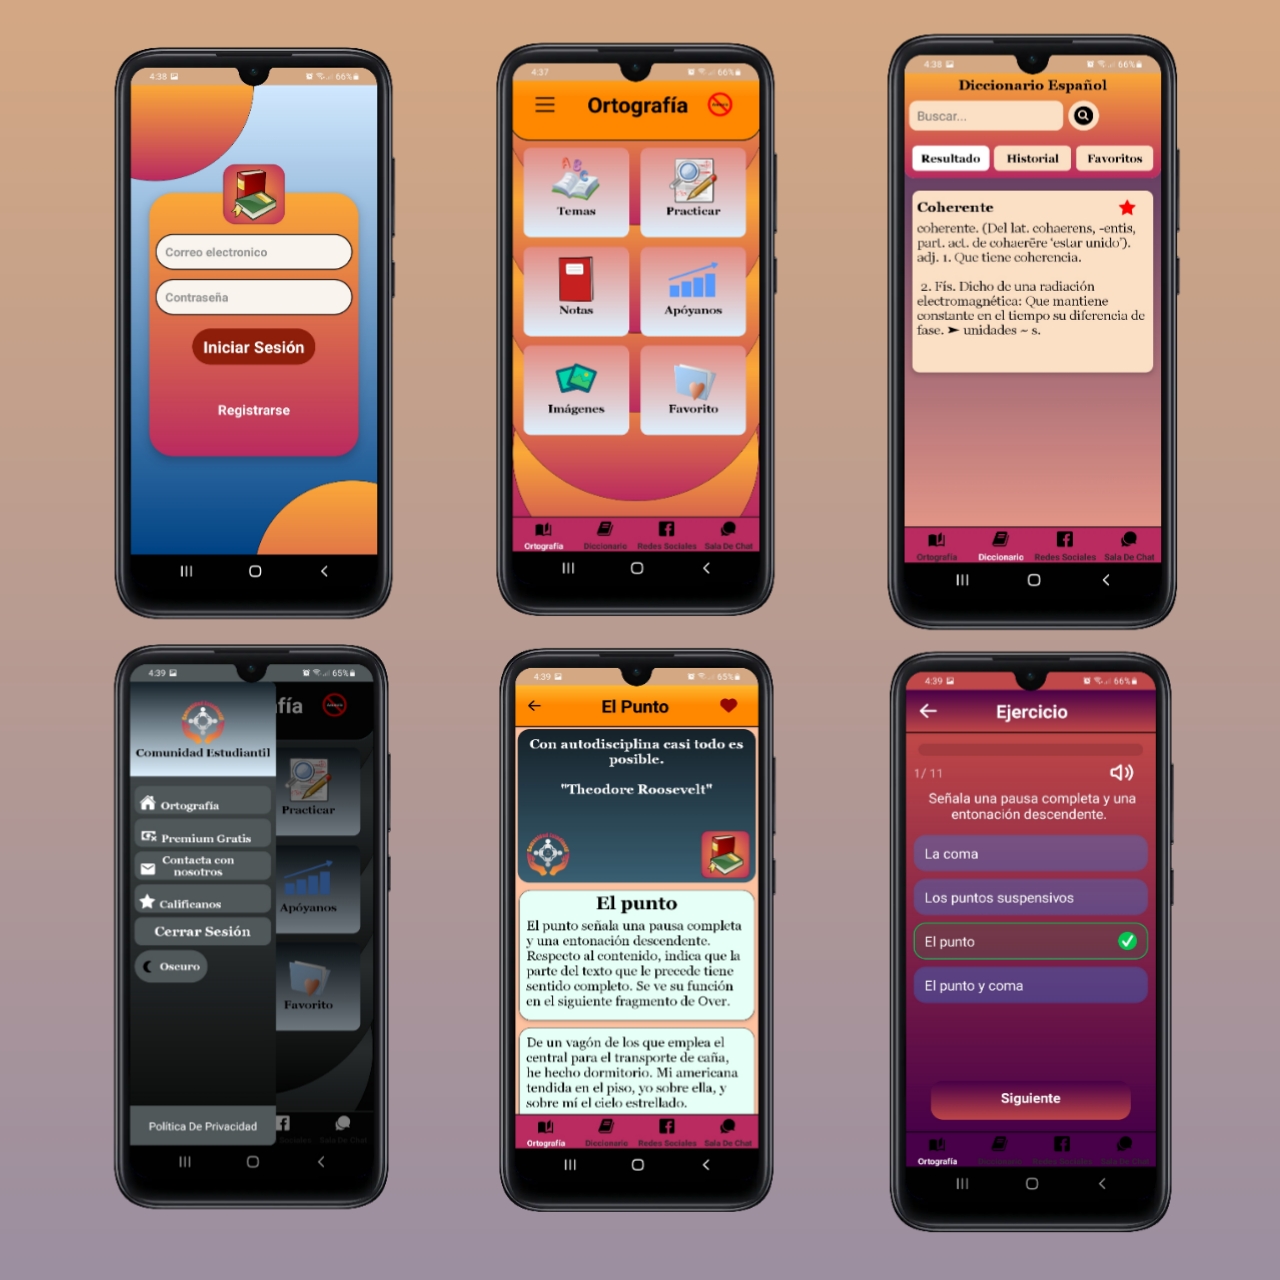 4:38
66%
Correo electronico
Contraseña
Iniciar Sesión
Registrarse
4:37
66%
Ortografía
Temas
Practicar
Notas
Apóyanos
Imágenes
Favorito
Ortografía
Diccionario
Redes Sociales
Sala De Chat
4:38
66%
Diccionario Español
Buscar...
Resultado
Historial
Favoritos
Coherente
coherente. (Del lat. cohaerens, -entis,
part. act. de cohaerēre ‘estar unido’).
adj. 1. Que tiene coherencia.
2. Fís. Dicho de una radiación
electromagnética: Que mantiene
constante en el tiempo su diferencia de
fase. ➤ unidades ~ s.
Ortografía
Diccionario
Redes Sociales
Sala De Chat
4:39
65%
fía
Comunidad Estudiantil
Ortografía
Practicar
Premium Gratis
Contacta con
nosotros
Calificanos
Apóyanos
Cerrar Sesión
Oscuro
Favorito
Política De Privacidad
Sociales
Sala De Chat
4:39
65%
El Punto
Con autodisciplina casi todo es
posible.
"Theodore Roosevelt"
El punto
El punto señala una pausa completa
y una entonación descendente.
Respecto al contenido, indica que la
parte del texto que le precede tiene
sentido completo. Se ve su función
en el siguiente fragmento de Over.
De un vagón de los que emplea el
central para el transporte de caña,
he hecho dormitorio. Mi americana
tendida en el piso, yo sobre ella, y
sobre mí el cielo estrellado.
Ortografía
Diccionario
Redes Sociales
Sala De Chat
4:39
66%
Ejercicio
1/ 11
Señala una pausa completa y una
entonación descendente.
La coma
Los puntos suspensivos
El punto
El punto y coma
Siguiente
Ortografía